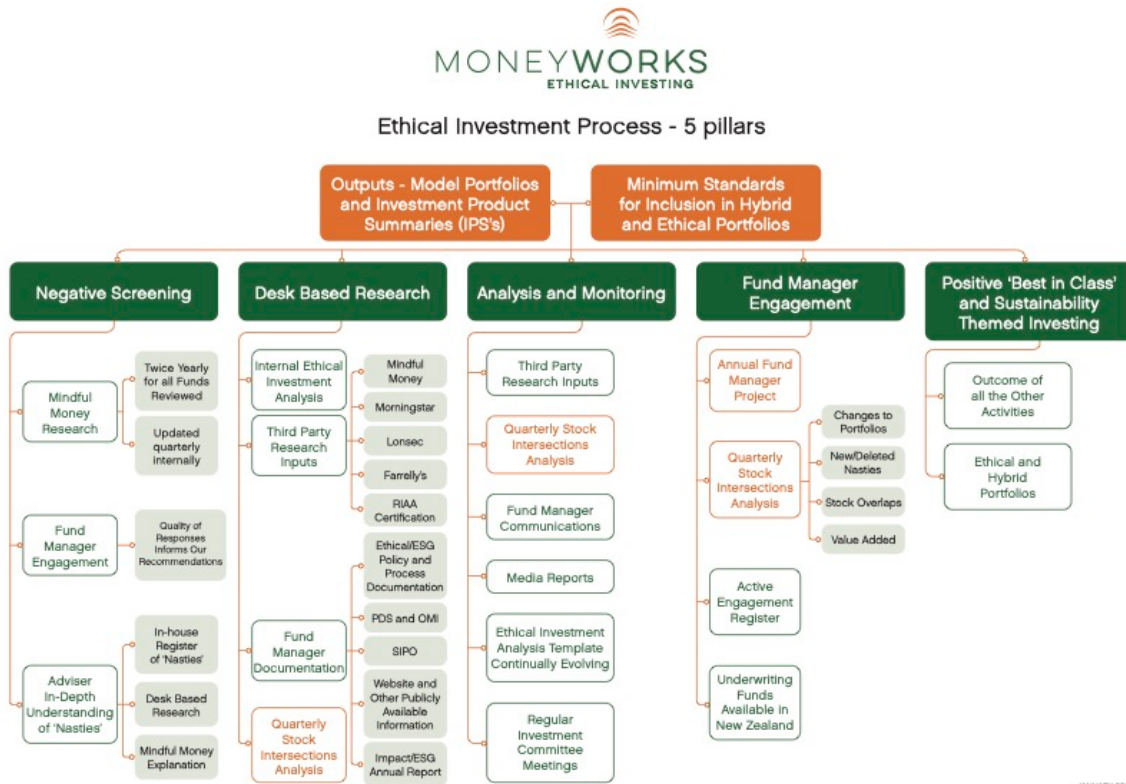 MONEYWORKS
ETHICAL INVESTING
Ethical Investment Process - 5 pillars
Outputs - Model Portfolios
and Investment Product
Summaries (IPS's)
Minimum Standards
for Inclusion in Hybrid
and Ethical Portfolios
Negative Screening
Mindful
Money
Research
Twice Yearly
for all Funds
Reviewed
Updated
quarterly
internally
Fund
Manager
Engagement
Quality of
Responses
Informs Our
Recommendations
Adviser
In-Depth
Understanding
of 'Nasties'
In-house
Register
of 'Nasties'
Desk Based
Research
Mindful Money
Explanation
Desk Based Research
Internal Ethical
Investment
Analysis
Third Party
Research
Inputs
Mindful
Money
Morningstar
Lonsec
Farrelly's
RIAA
Certification
Fund
Manager
Documentation
Ethical/ESG
Policy and
Process
Documentation
PDS and OMI
SIPO
Website and
Other Publicly
Available
Information
Impact/ESG
Annual Report
Quarterly
Stock
Intersections
Analysis
Analysis and Monitoring
Third Party
Research Inputs
Quarterly Stock
Intersections
Analysis
Fund Manager
Communications
Media Reports
Ethical Investment
Analysis Template
Continually Evolving
Regular
Investment
Committee
Meetings
Fund Manager
Engagement
Annual Fund
Manager
Project
Quarterly
Stock
Intersections
Analysis
Changes to
Portfolios
New/Deleted
Nasties
Stock Overlaps
Value Added
Active
Engagement
Register
Underwriting
Funds
Available in
New Zealand
Positive 'Best in Class'
and Sustainability
Themed Investing
Outcome of
all the Other
Activities
Ethical and
Hybrid
Portfolios